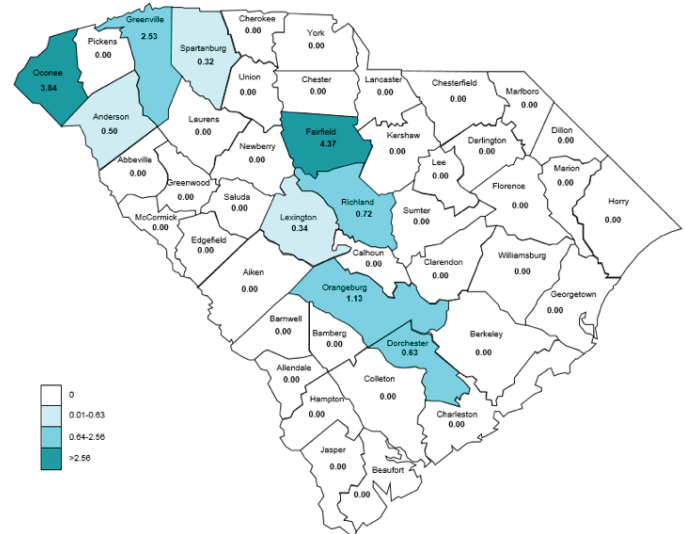 Cherokee
0.00
York
0.00
Greenville
2.53
Spartanburg
0.32
Pickens
0.00
Oconee
3.84
Union
0.00
Chester
0.00
Lancaster
0.00
Chesterfield
0.00
Marlboro
0.00
Anderson
0.50
Laurens
0.00
Fairfield
4.37
Kershaw
0.00
Darlington
0.00
Dillon
0.00
Newberry
0.00
Abbeville
0.00
Greenwood
0.00
Lee
0.00
Marion
0.00
Florence
0.00
Horry
0.00
Saluda
0.00
Richland
0.72
McCormick
0.00
Lexington
0.34
Sumter
0.00
Edgefield
0.00
Calhoun
0.00
Clarendon
0.00
Williamsburg
0.00
Aiken
0.00
Orangeburg
1.13
Georgetown
0.00
Barnwell
0.00
Bamberg
0.00
Dorchester
0.63
Berkeley
0.00
Allendale
0.00
Colleton
0.00
Hampton
0.00
Charleston
0.00
Jasper
0.00
Beaufort
0.00
0
0.01-0.63
0.64-2.56
>2.56